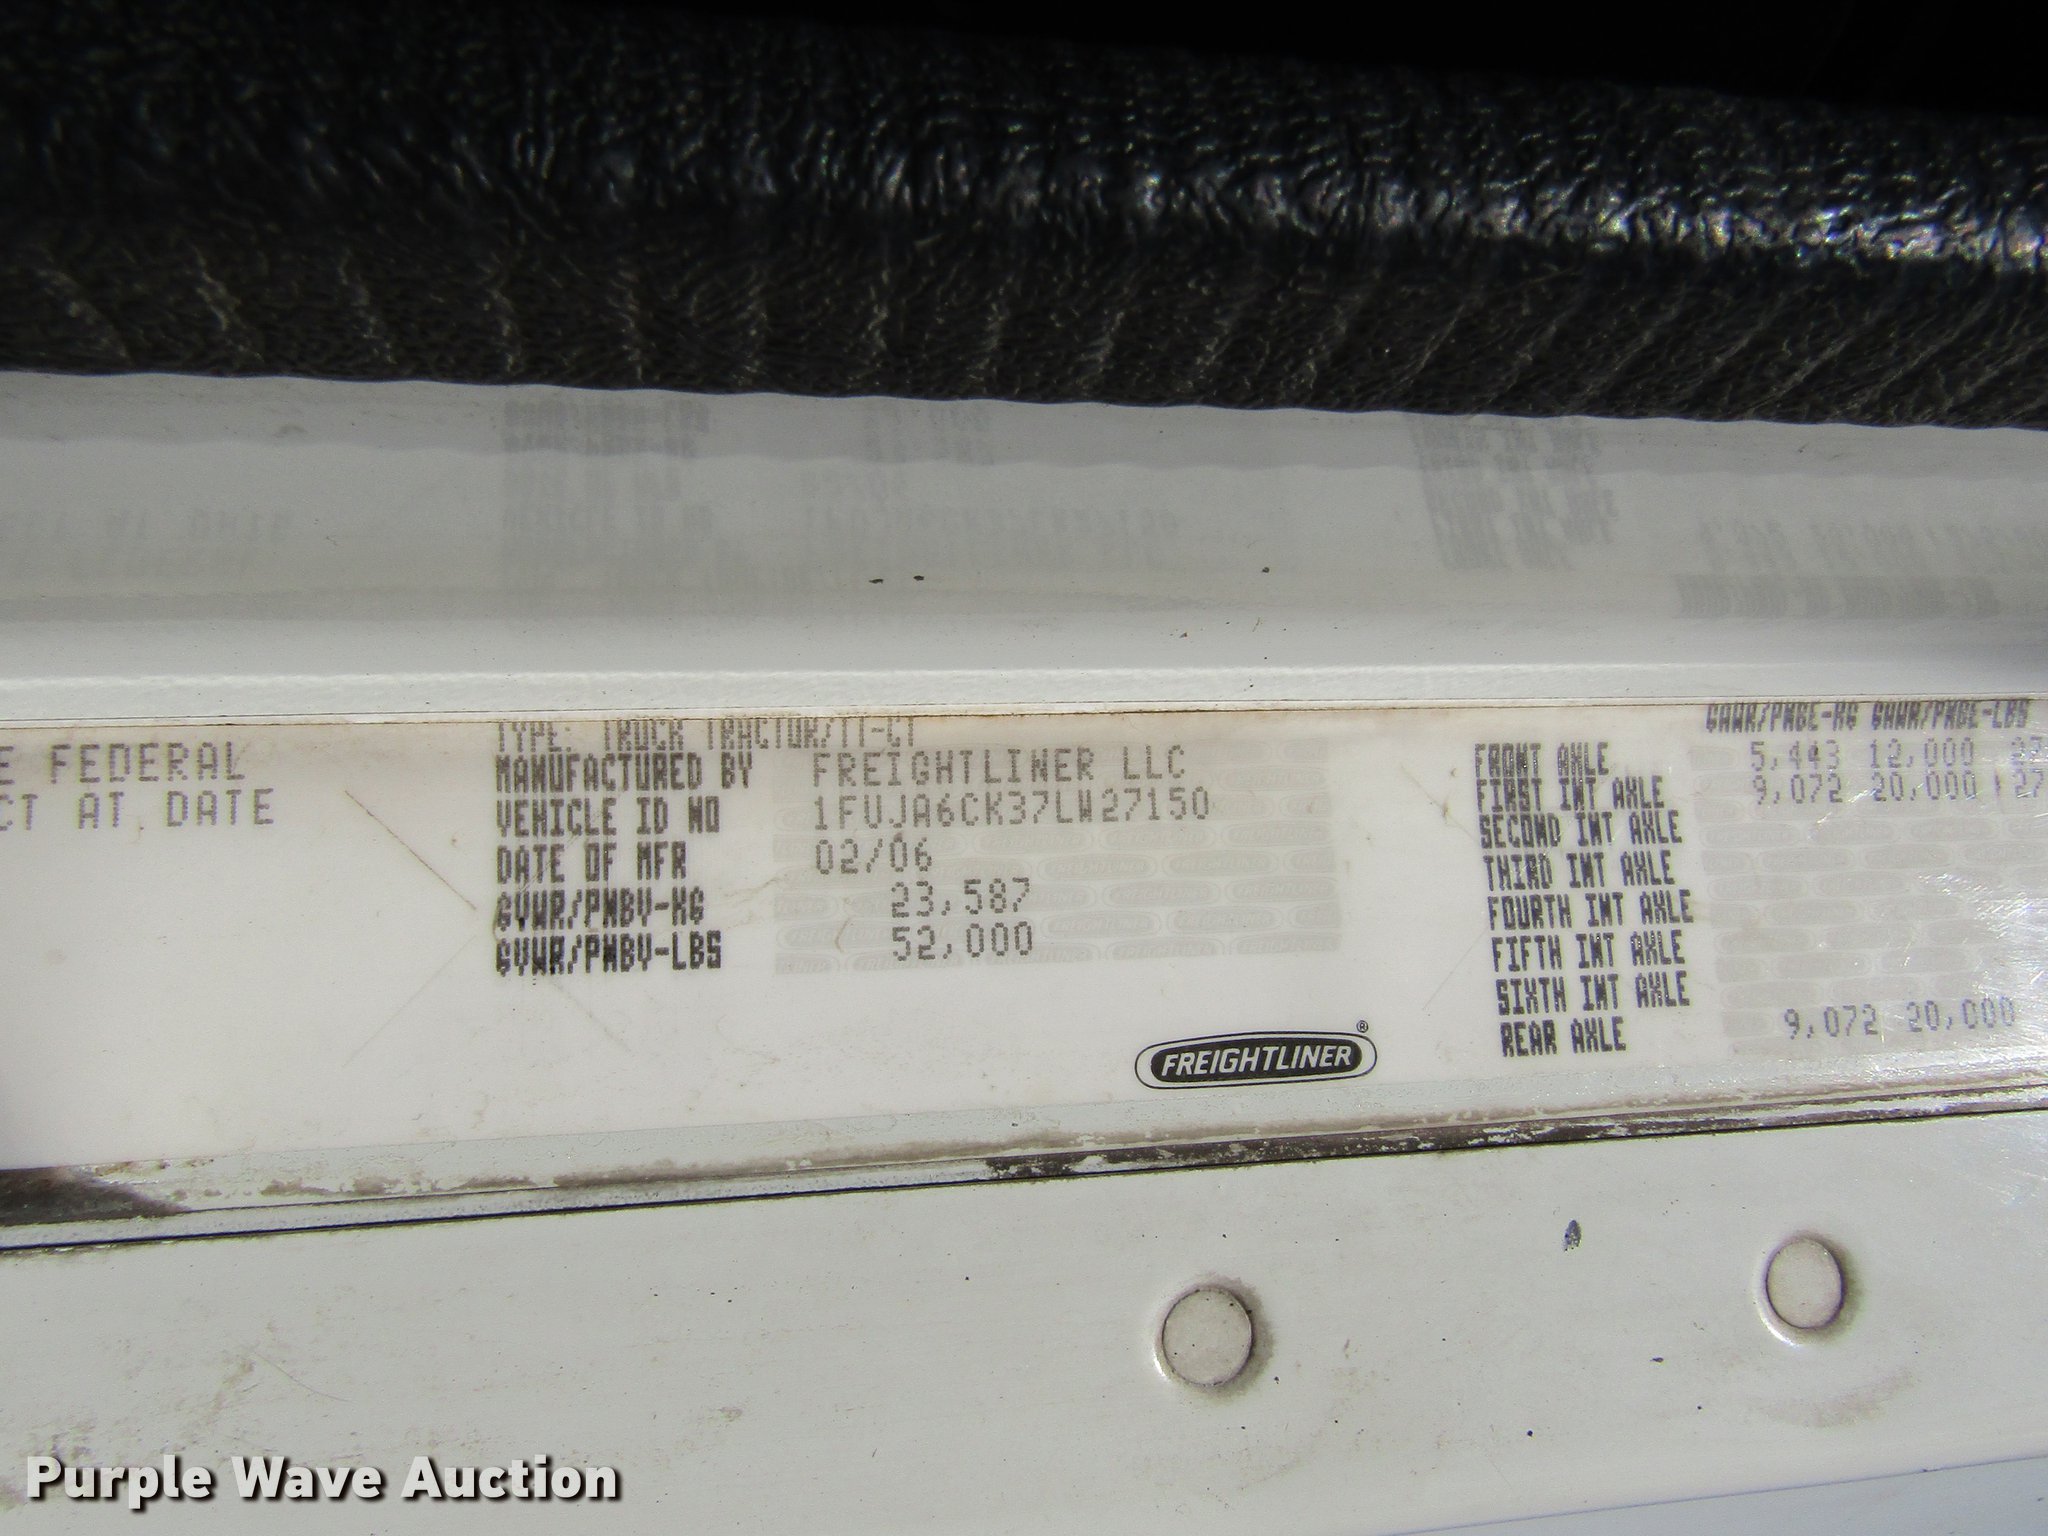 E FEDERAL
CT AT DATE
TYPE: TRUCK TRACTOR/TT-CT
MANUFACTURED BY FREIGHTLINER LLC
VEHICLE ID NO 1FUJA6CK37LW27150
DATE OF MFR 02/06
GVWR/PNBV-KG 23,587
GVWR/PNBV-LBS 52,000
FREIGHTLINER®
GAWR/PNBE-KG GAWR/PNBE-LBS
FRONT AXLE 5,443 12,000 27
FIRST INT AXLE 9,072 20,000 27
SECOND INT AXLE
THIRD INT AXLE
FOURTH INT AXLE
FIFTH INT AXLE
SIXTH INT AXLE
REAR AXLE 9,072 20,000
Purple Wave Auction